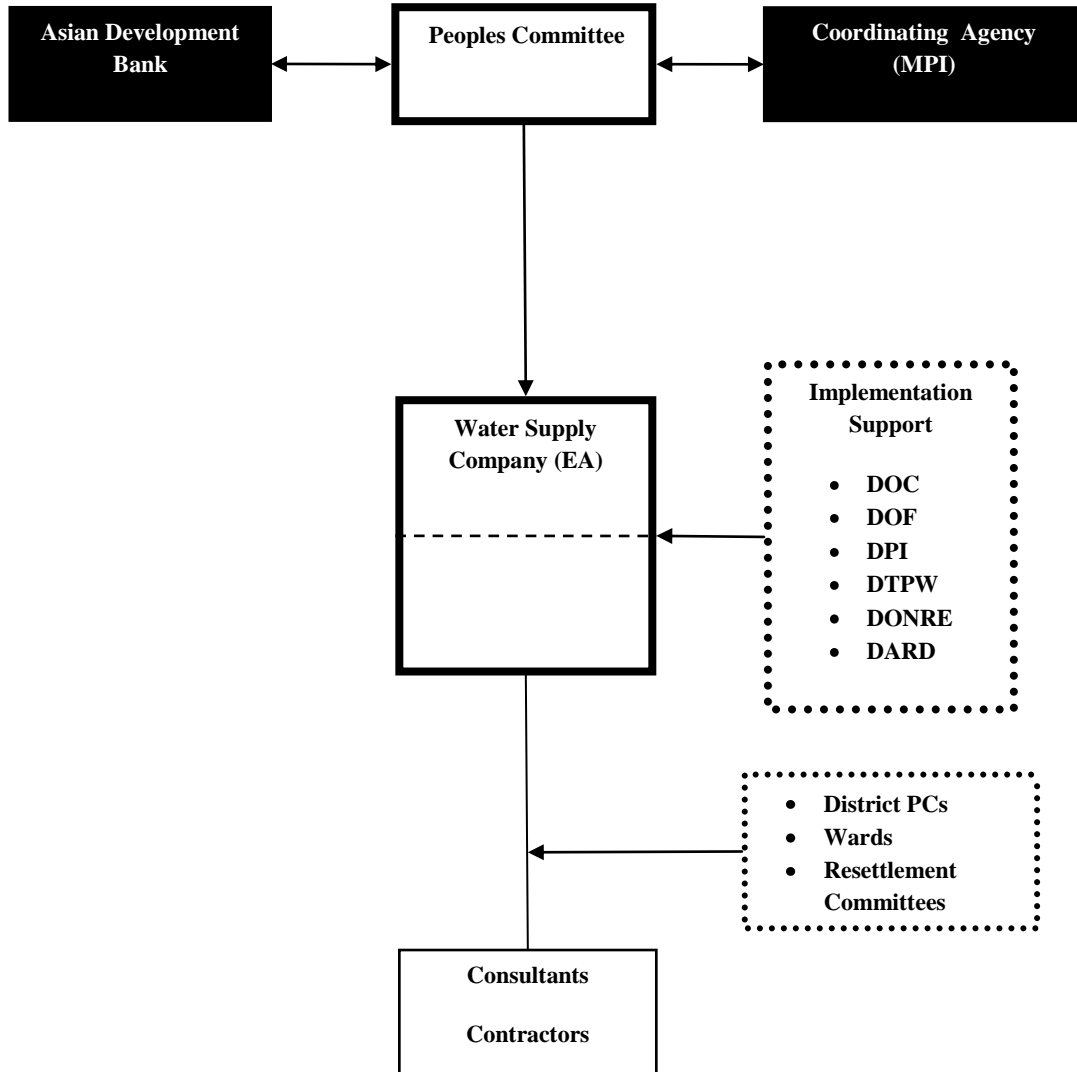 Asian Development
Bank
Peoples Committee
Coordinating Agency
(MPI)
Water Supply
Company (EA)
Implementation
Support
• DOC
• DOF
• DPI
• DTPW
• DONRE
• DARD
• District PCs
• Wards
• Resettlement
Committees
Consultants
Contractors